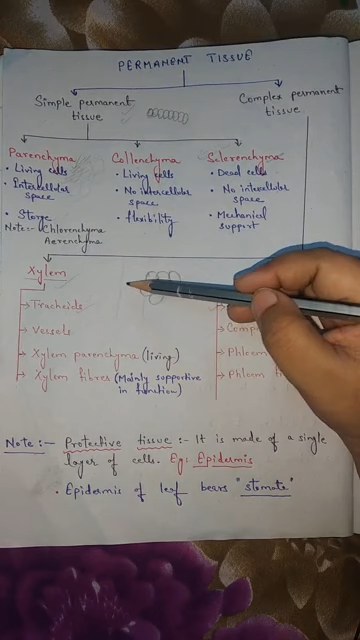 PERMANENT TISSUE
Simple permanent tissue
Complex permanent tissue
Parenchyma
• Living cells
• Intercellular space
• Storge
Note:- Chlorenchyma
Aerenchyma
Collenchyma
• Living cells
• No intercellular space
• flexibility
Sclerenchyma
• Dead cells
• No intercellular space
• Mechanical support
Xylem
Tracheids
Vessels
Xylem parenchyma (living)
Xylem fibres (Mainly supportive in function)
Comp
Phloem
Phloem
Note :- Protective tissue :- It is made of a single
layer of cells. Eg: Epidermis
• Epidermis of leaf bears "stomate"